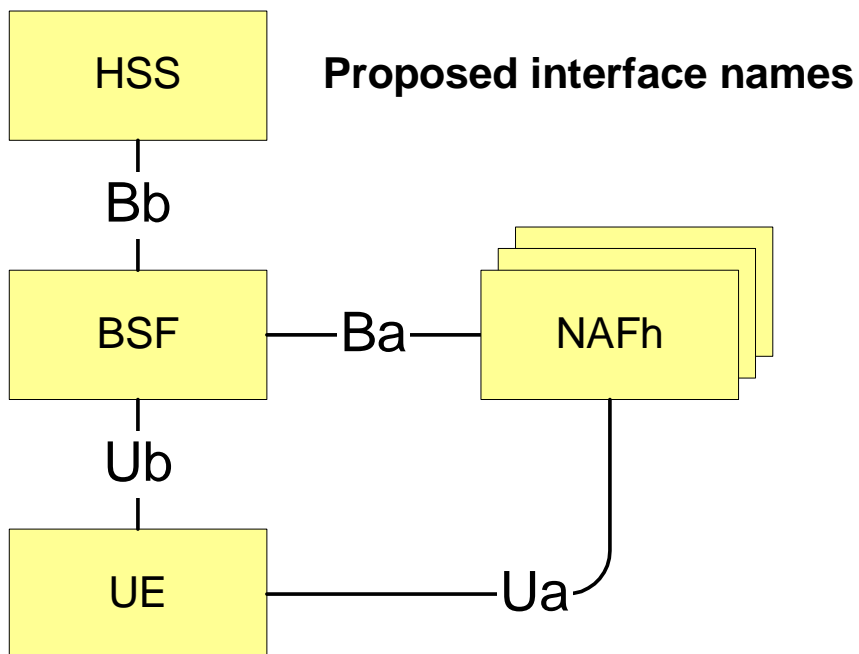 HSS
Proposed interface names
Bb
BSF
Ba
NAFh
Ub
UE
Ua